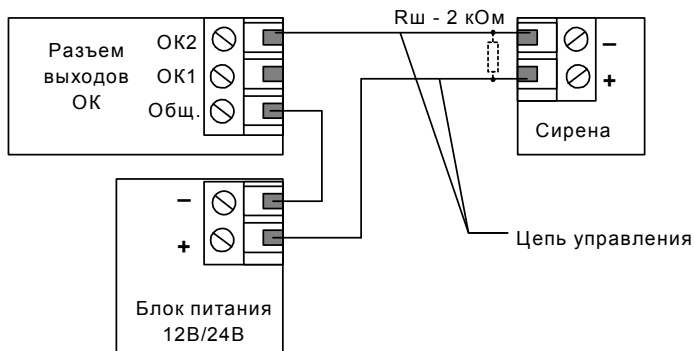 Rш - 2 кОм
Разъем
выходов
ОК
ОК2
ОК1
Общ.
–
+
Сирена
–
+
Цепь управления
Блок питания
12В/24В